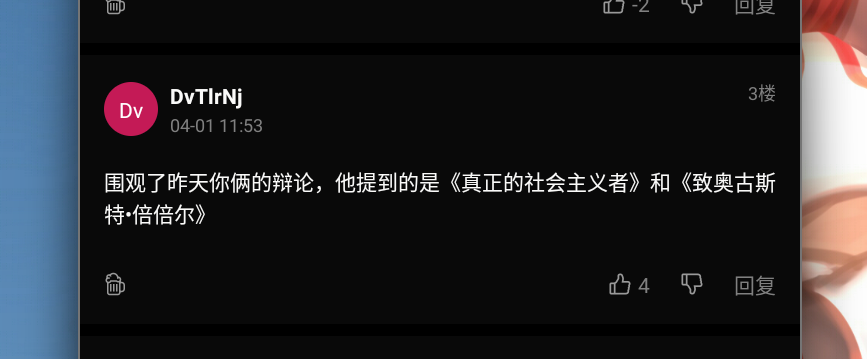 -2 回复
Dv DvTlrNj 3楼
04-01 11:53
围观了昨天你俩的辩论，他提到的是《真正的社会主义者》和《致奥古斯
特•倍倍尔》
4 回复